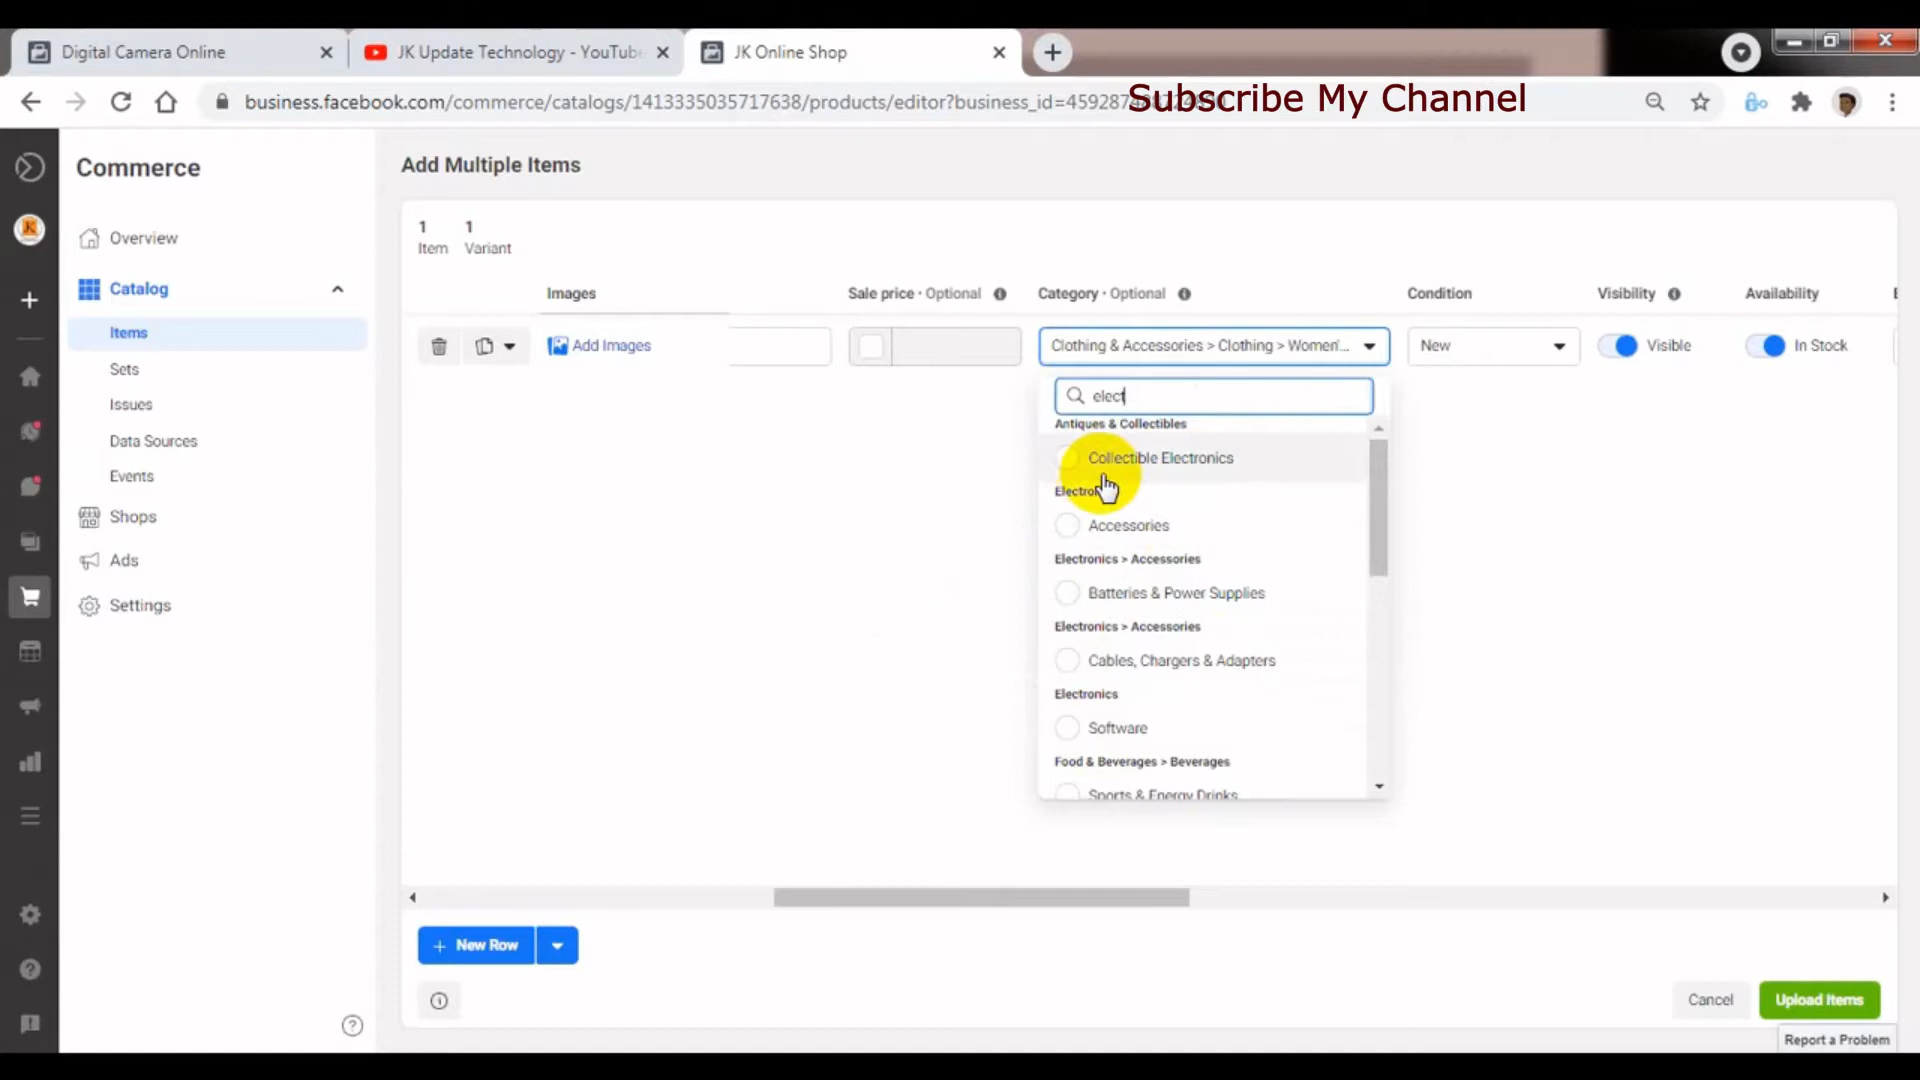 Digital Camera Online
JK Update Technology - YouTube
JK Online Shop
business.facebook.com/commerce/catalogs/1413335035717638/products/editor?business_id=
Subscribe My Channel
Commerce
Overview
Catalog
Items
Sets
Issues
Data Sources
Events
Shops
Ads
Settings
Add Multiple Items
1 1
Item Variant
Images Sale price · Optional Category · Optional Condition Visibility Availability
Add Images Clothing & Accessories > Clothing > Women'... New Visible In Stock
elect
Antiques & Collectibles
Collectible Electronics
Electron
Accessories
Electronics > Accessories
Batteries & Power Supplies
Electronics > Accessories
Cables, Chargers & Adapters
Electronics
Software
Food & Beverages > Beverages
Sports & Energy Drinks
+ New Row
Cancel Upload Items
Report a Problem